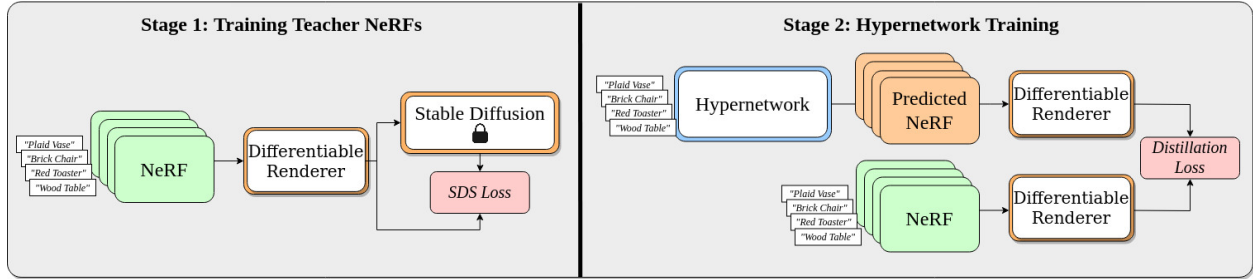 Stage 1: Training Teacher NeRFs
"Plaid Vase"
"Brick Chair"
"Red Toaster"
"Wood Table"
NeRF
Differentiable
Renderer
Stable Diffusion
SDS Loss
Stage 2: Hypernetwork Training
"Plaid Vase"
"Brick Chair"
"Red Toaster"
"Wood Table"
Hypernetwork
Predicted
NeRF
Differentiable
Renderer
Distillation
Loss
"Plaid Vase"
"Brick Chair"
"Red Toaster"
"Wood Table"
NeRF
Differentiable
Renderer